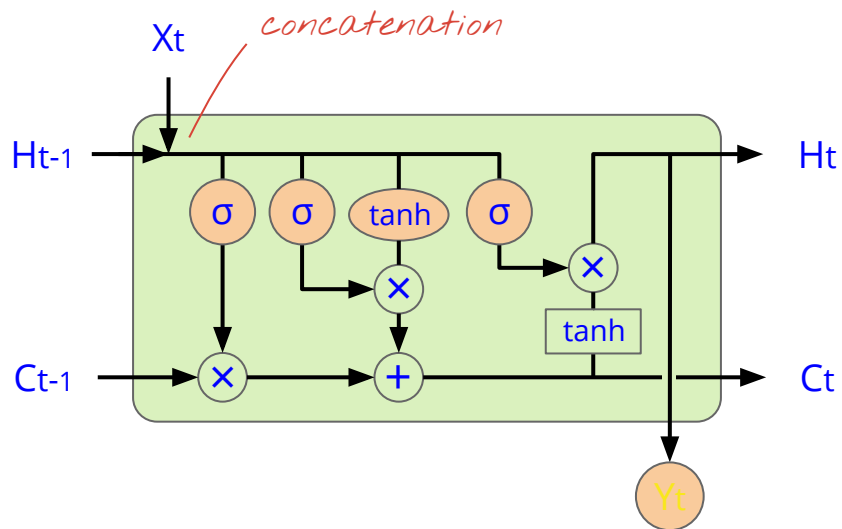 concatenation
Xt
Ht-1
Ht
σ
σ
tanh
σ
×
×
tanh
Ct-1
×
+
Ct
Yt